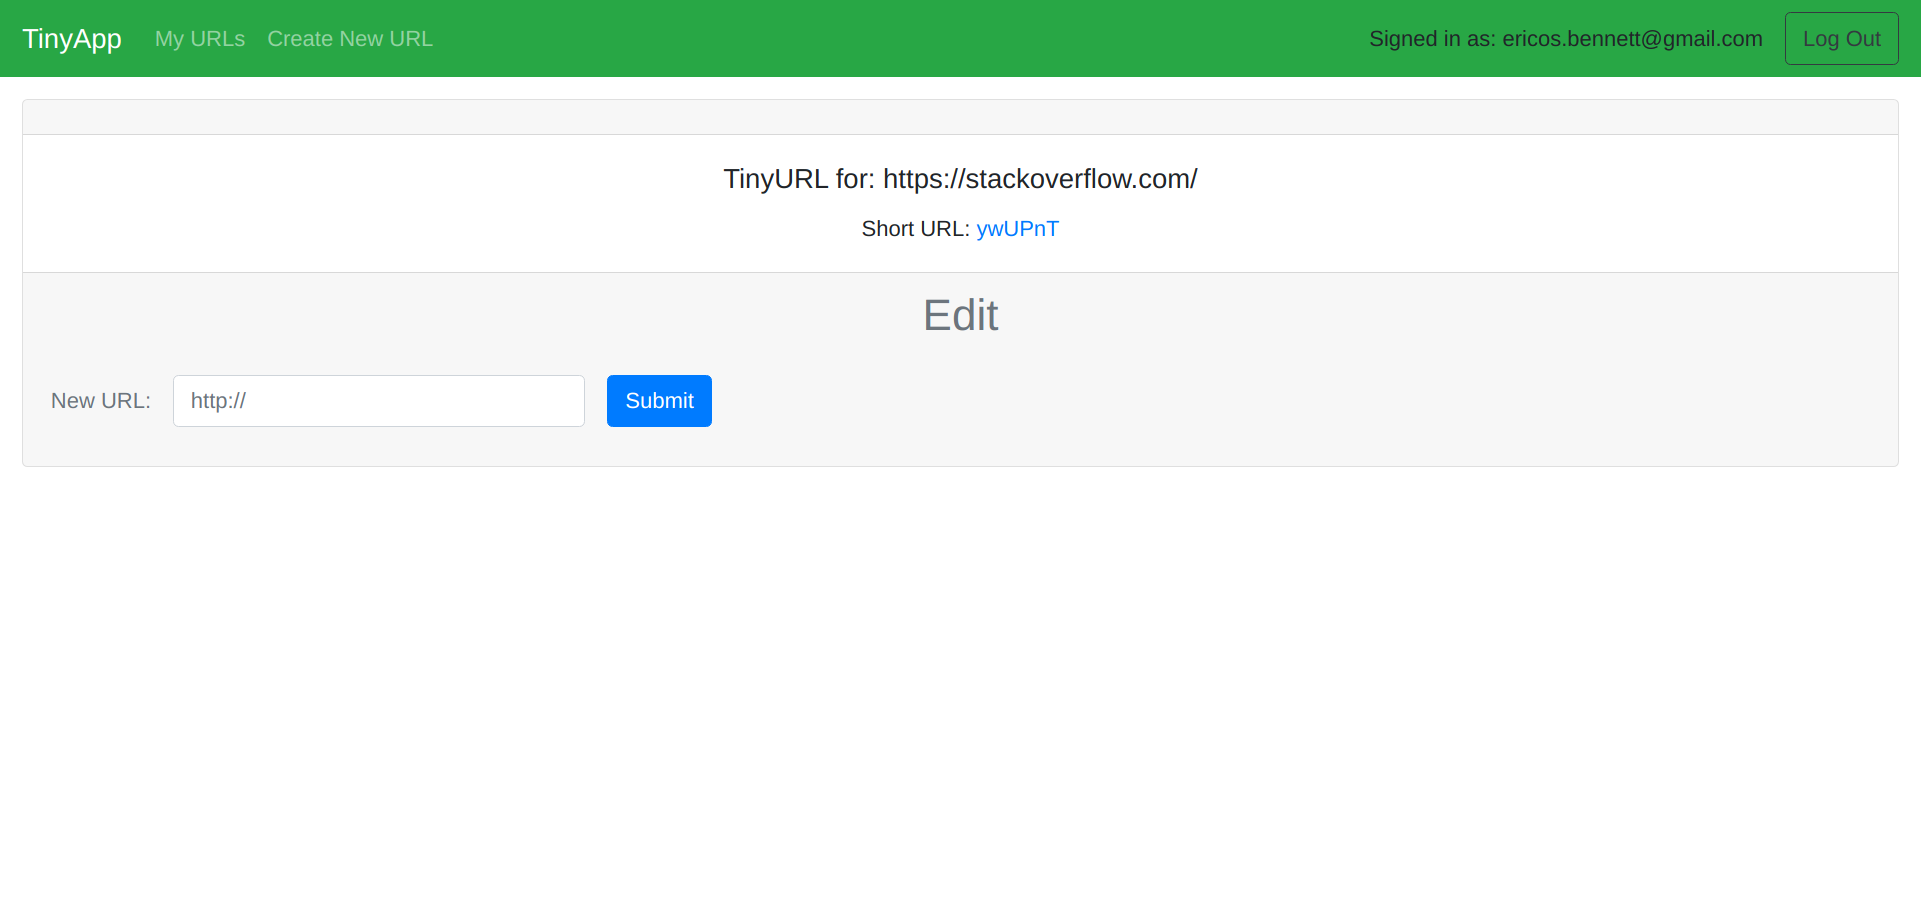 TinyApp My URLs Create New URL Signed in as: ericos.bennett@gmail.com Log Out
TinyURL for: https://stackoverflow.com/
Short URL: ywUPnT
Edit
New URL: http:// Submit